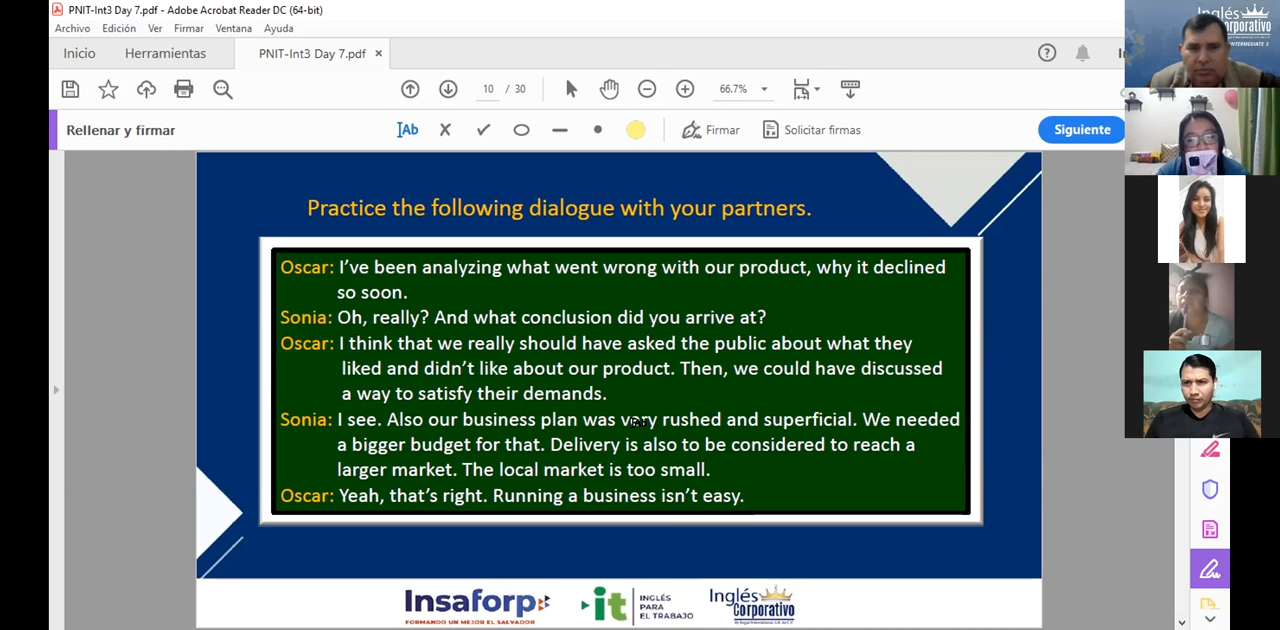 PNIT-Int3 Day 7.pdf - Adobe Acrobat Reader DC (64-bit)
Archivo Edición Ver Firmar Ventana Ayuda
Inicio Herramientas PNIT-Int3 Day 7.pdf ×
10 / 30 66.7%
Rellenar y firmar Ab Firmar Solicitar firmas Siguiente
Practice the following dialogue with your partners.
Oscar: I've been analyzing what went wrong with our product, why it declined
so soon.
Sonia: Oh, really? And what conclusion did you arrive at?
Oscar: I think that we really should have asked the public about what they
liked and didn't like about our product. Then, we could have discussed
a way to satisfy their demands.
Sonia: I see. Also our business plan was very rushed and superficial. We needed
a bigger budget for that. Delivery is also to be considered to reach a
larger market. The local market is too small.
Oscar: Yeah, that's right. Running a business isn't easy.
Insaforp
FORMANDO UN MEJOR EL SALVADOR
it INGLÉS
PARA
EL TRABAJO
Inglés
Corporativo
Inglés
Corporativo
INTERMEDIATE 3